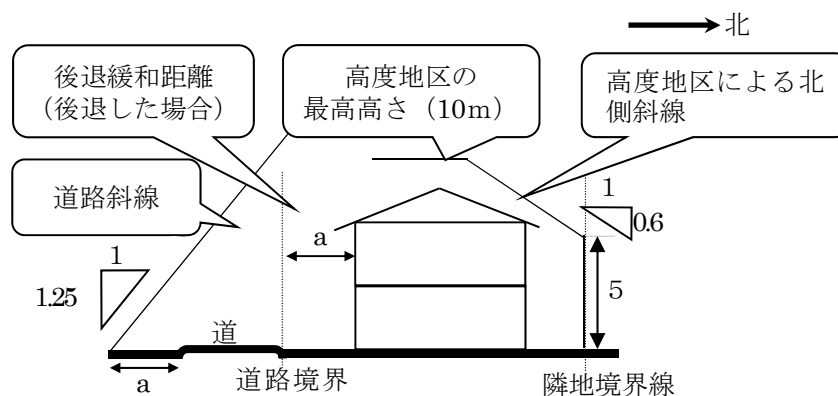 北
後退緩和距離
（後退した場合）
高度地区の
最高高さ（10m）
高度地区による北
側斜線
道路斜線
1
0.6
a
1
1.25
5
道
a
道路境界
隣地境界線